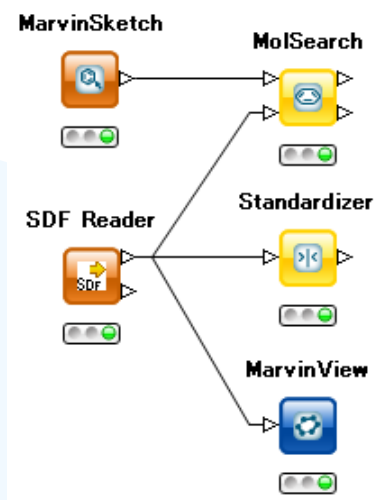 MarvinSketch
MolSearch
SDF Reader
SDF
Standardizer
MarvinView